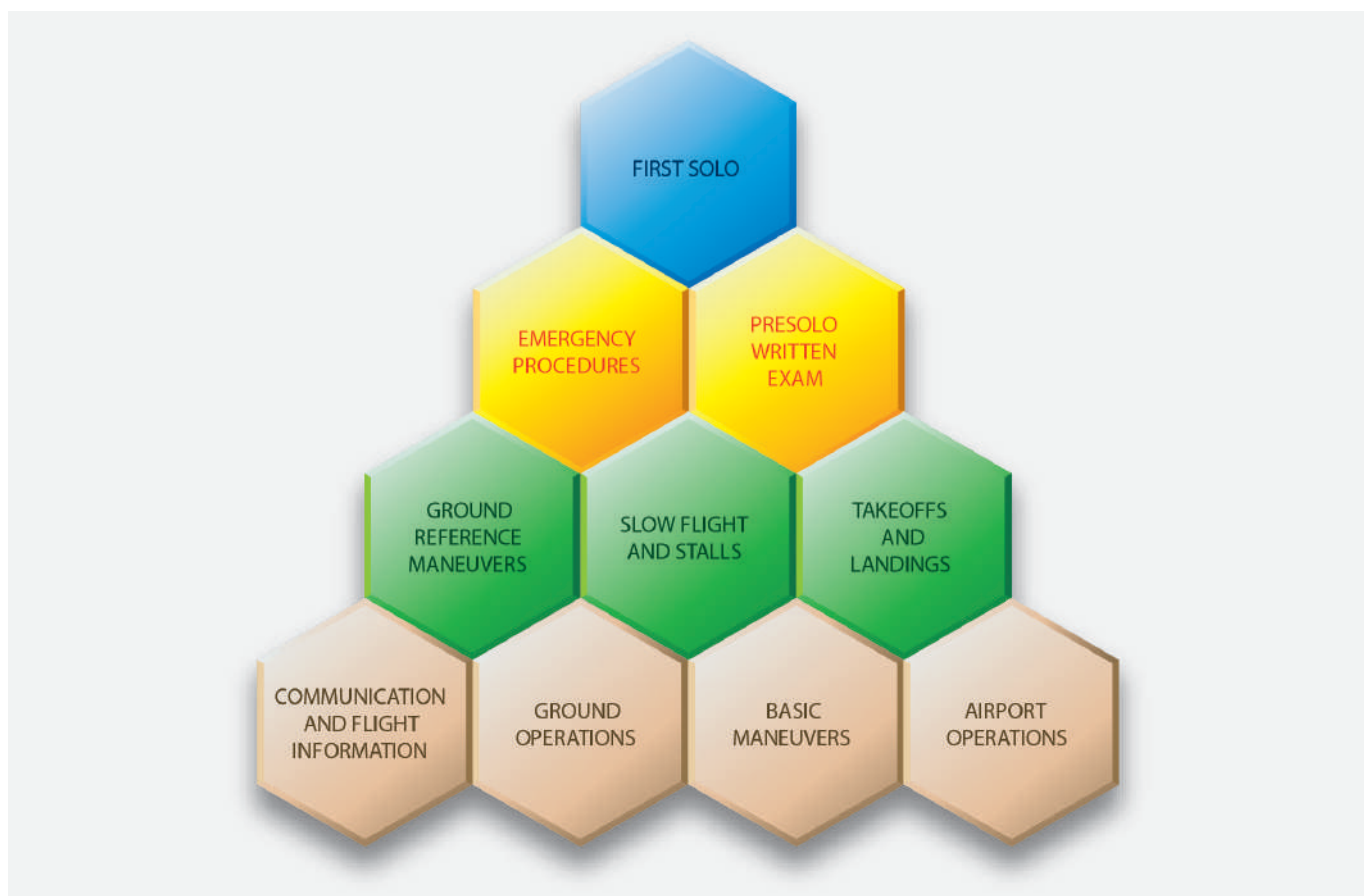 FIRST SOLO
EMERGENCY
PROCEDURES
PRESOLO
WRITTEN
EXAM
GROUND
REFERENCE
MANEUVERS
SLOW FLIGHT
AND STALLS
TAKEOFFS
AND
LANDINGS
COMMUNICATION
AND FLIGHT
INFORMATION
GROUND
OPERATIONS
BASIC
MANEUVERS
AIRPORT
OPERATIONS